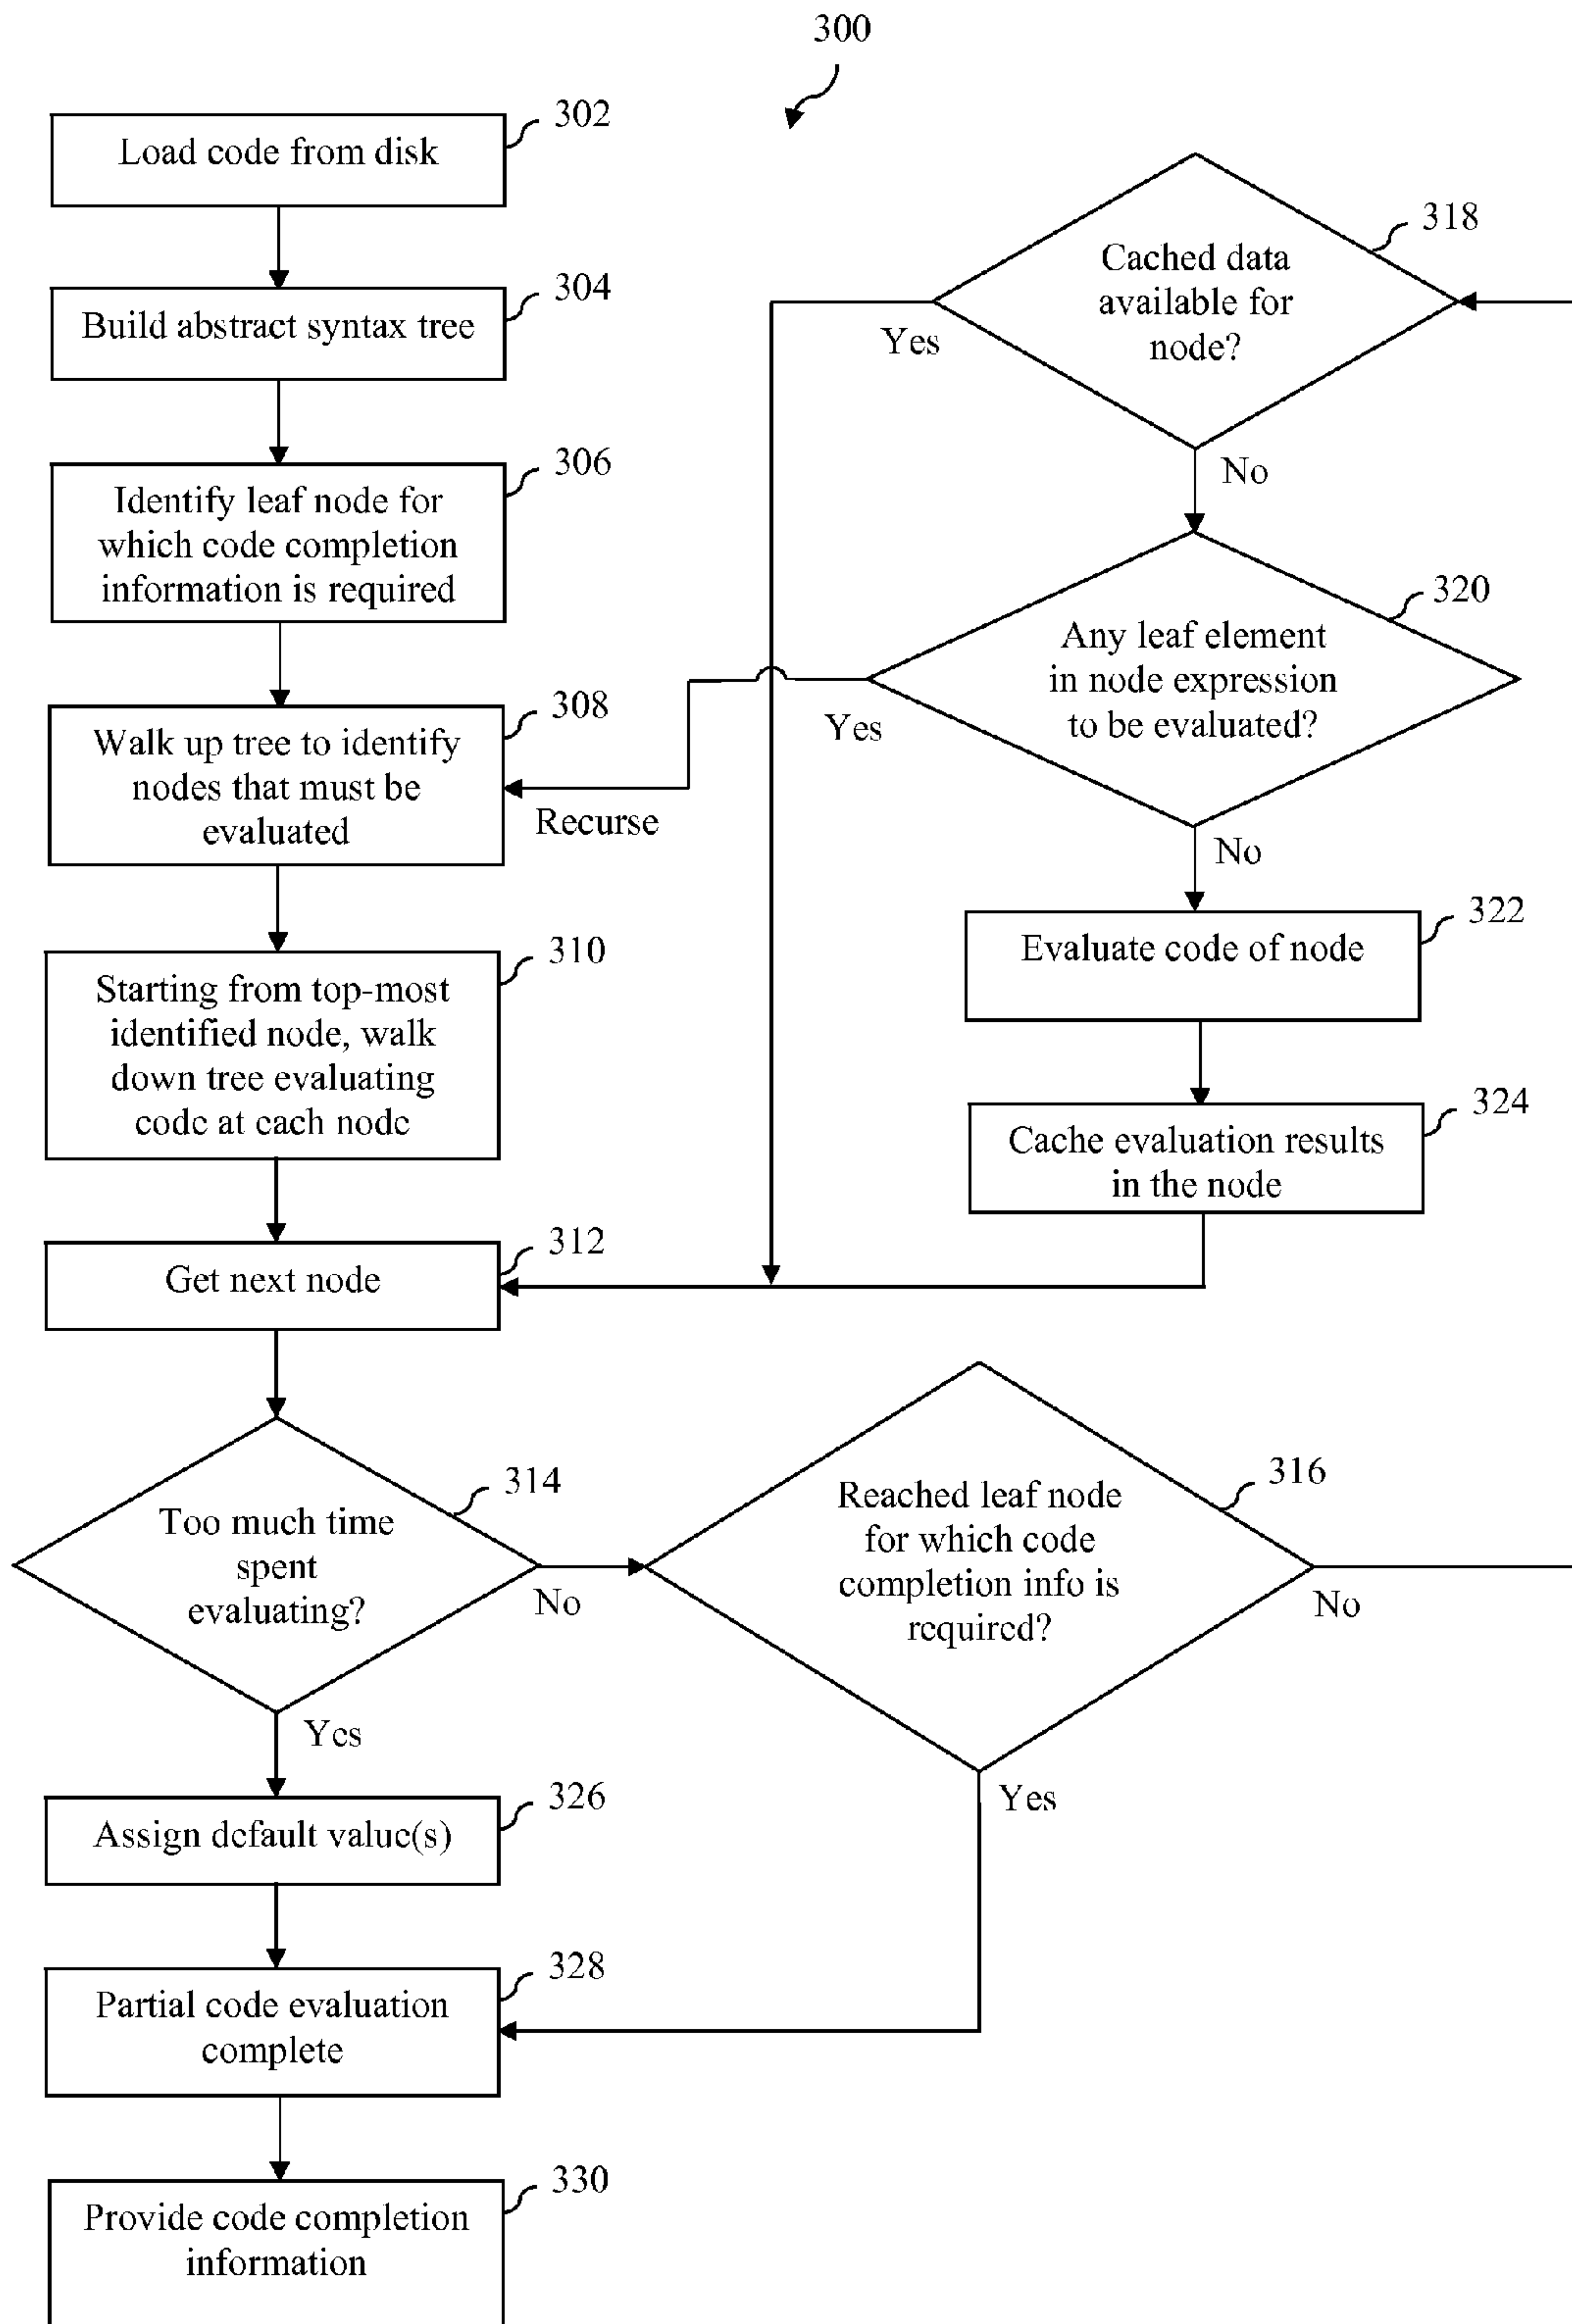 300
302
Load code from disk
304
Build abstract syntax tree
306
Identify leaf node for
which code completion
information is required
308
Walk up tree to identify
nodes that must be
evaluated
Recurse
310
Starting from top-most
identified node, walk
down tree evaluating
code at each node
312
Get next node
314
Too much time
spent
evaluating?
No
Yes
316
Reached leaf node
for which code
completion info is
required?
No
Yes
318
Cached data
available for
node?
Yes
No
320
Any leaf element
in node expression
to be evaluated?
Yes
No
322
Evaluate code of node
324
Cache evaluation results
in the node
326
Assign default value(s)
328
Partial code evaluation
complete
330
Provide code completion
information